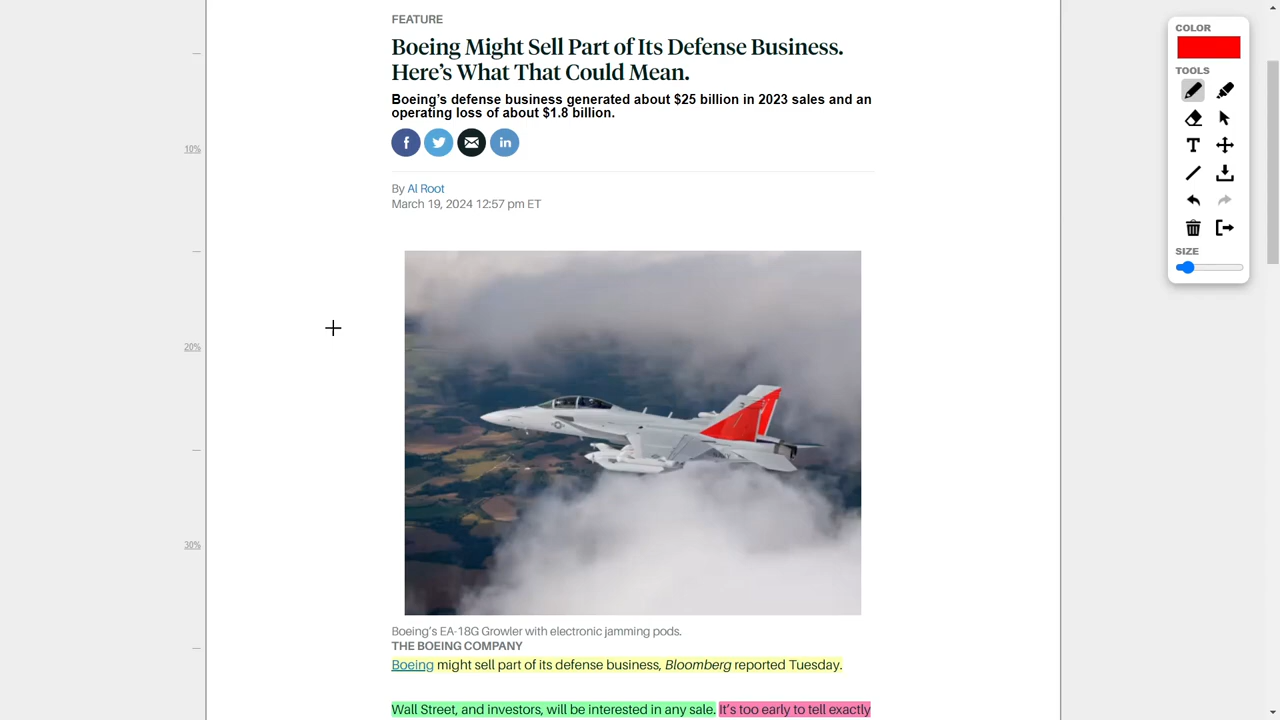 FEATURE
Boeing Might Sell Part of Its Defense Business.
Here’s What That Could Mean.
Boeing’s defense business generated about $25 billion in 2023 sales and an
operating loss of about $1.8 billion.
By Al Root
March 19, 2024 12:57 pm ET
Boeing’s EA-18G Growler with electronic jamming pods.
THE BOEING COMPANY
Boeing might sell part of its defense business, Bloomberg reported Tuesday.
Wall Street, and investors, will be interested in any sale. It’s too early to tell exactly
10%
20%
30%
COLOR
TOOLS
SIZE